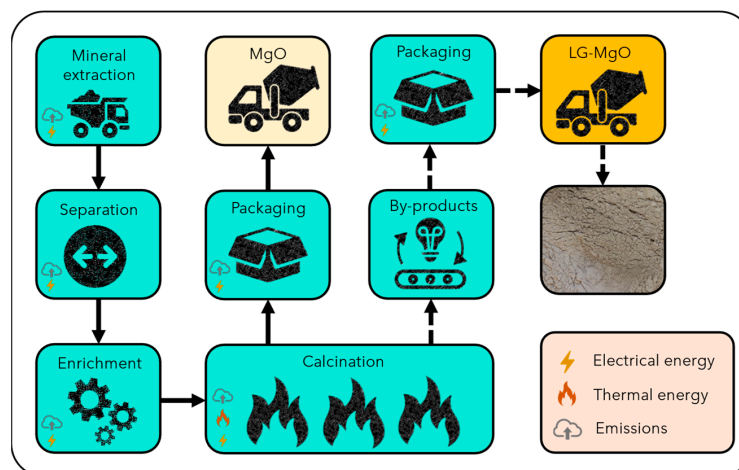 Mineral
extraction
MgO
Packaging
LG-MgO
Separation
Packaging
By-products
Enrichment
Calcination
Electrical energy
Thermal energy
Emissions